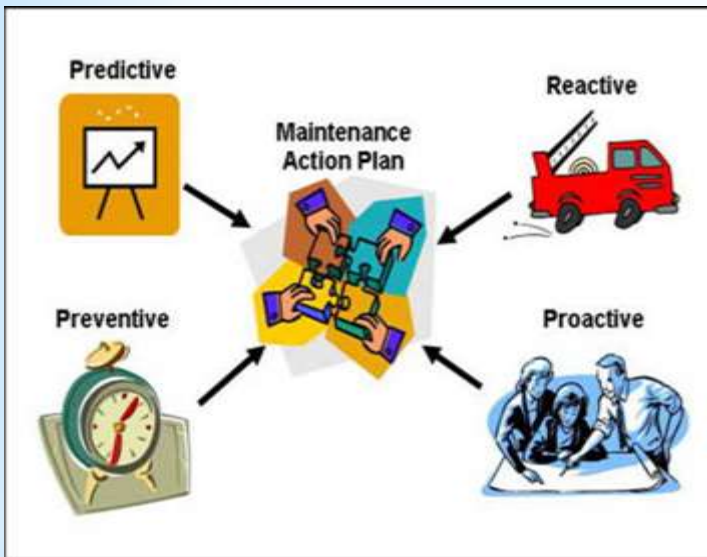 Predictive
Reactive
Maintenance
Action Plan
Preventive
Proactive